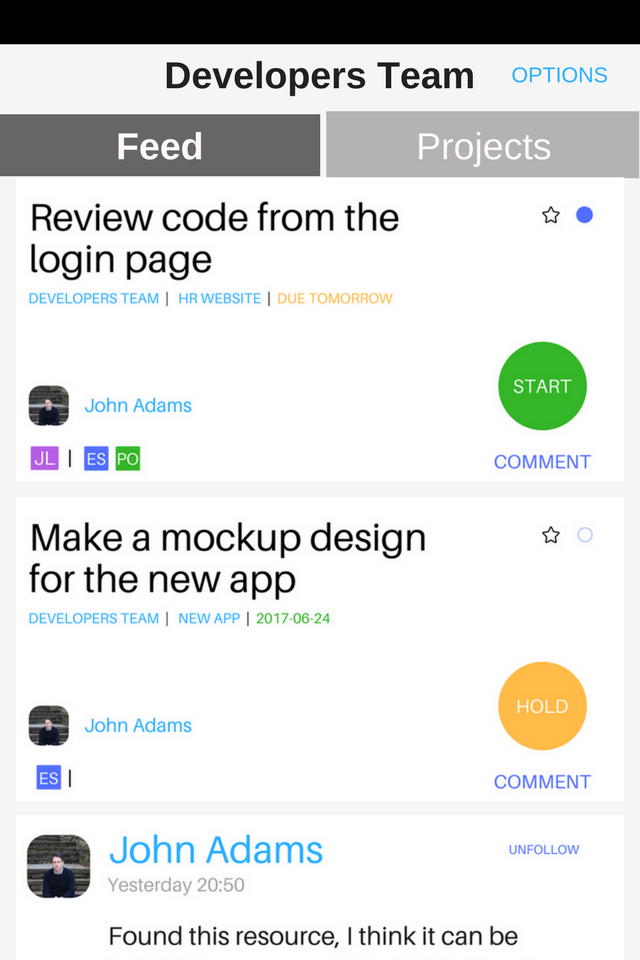 Developers Team OPTIONS
Feed Projects
Review code from the
login page
DEVELOPERS TEAM | HR WEBSITE | DUE TOMORROW
START
John Adams
JL | ES PO
COMMENT
Make a mockup design
for the new app
DEVELOPERS TEAM | NEW APP | 2017-06-24
HOLD
John Adams
ES |
COMMENT
John Adams UNFOLLOW
Yesterday 20:50
Found this resource, I think it can be